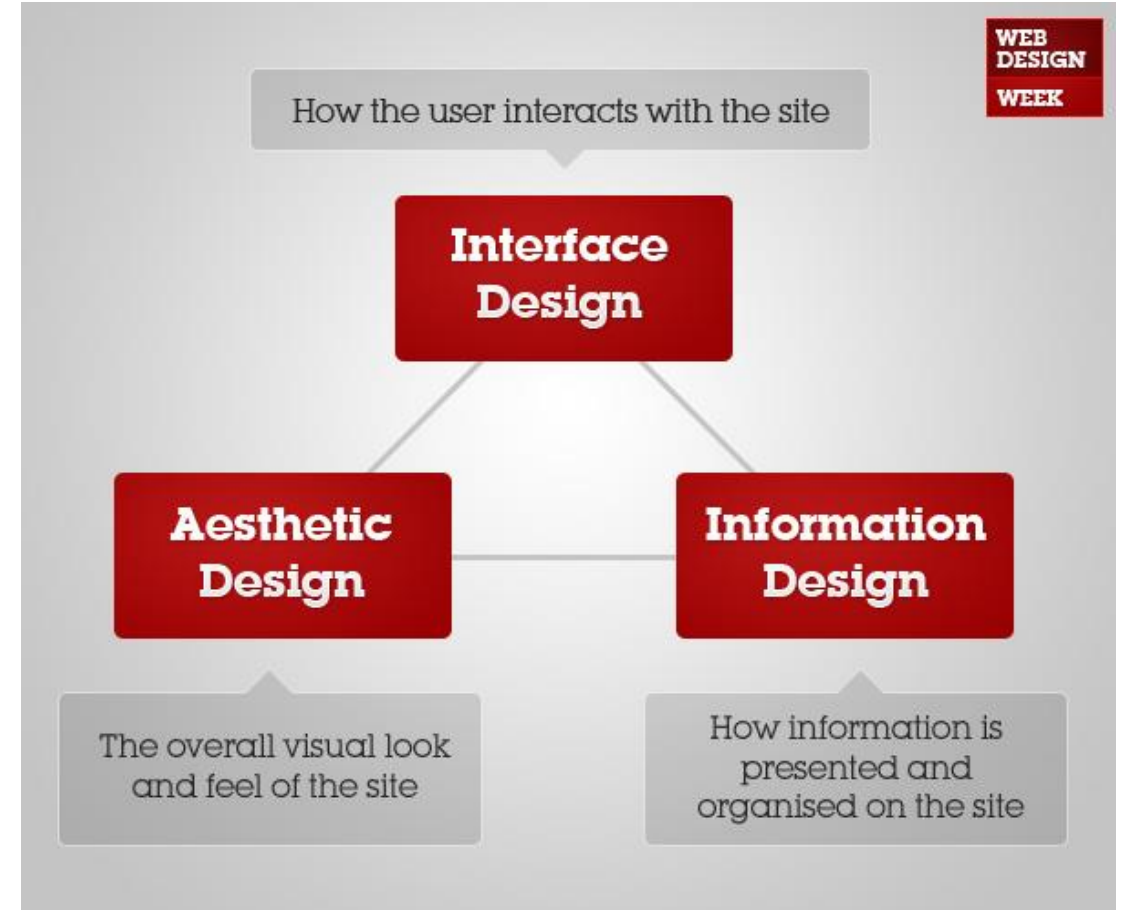 WEB
DESIGN
WEEK
How the user interacts with the site
Interface
Design
Aesthetic
Design
The overall visual look
and feel of the site
Information
Design
How information is
presented and
organised on the site